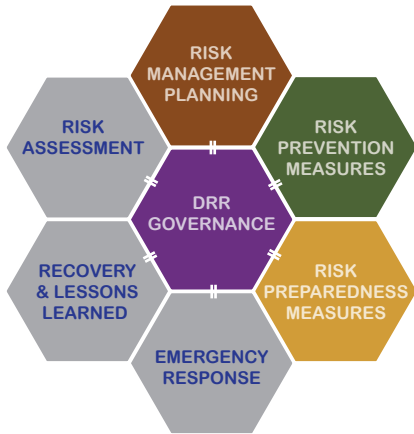 RISK
MANAGEMENT
PLANNING
RISK
ASSESSMENT
RISK
PREVENTION
MEASURES
DRR
GOVERNANCE
RECOVERY
& LESSONS
LEARNED
RISK
PREPAREDNESS
MEASURES
EMERGENCY
RESPONSE